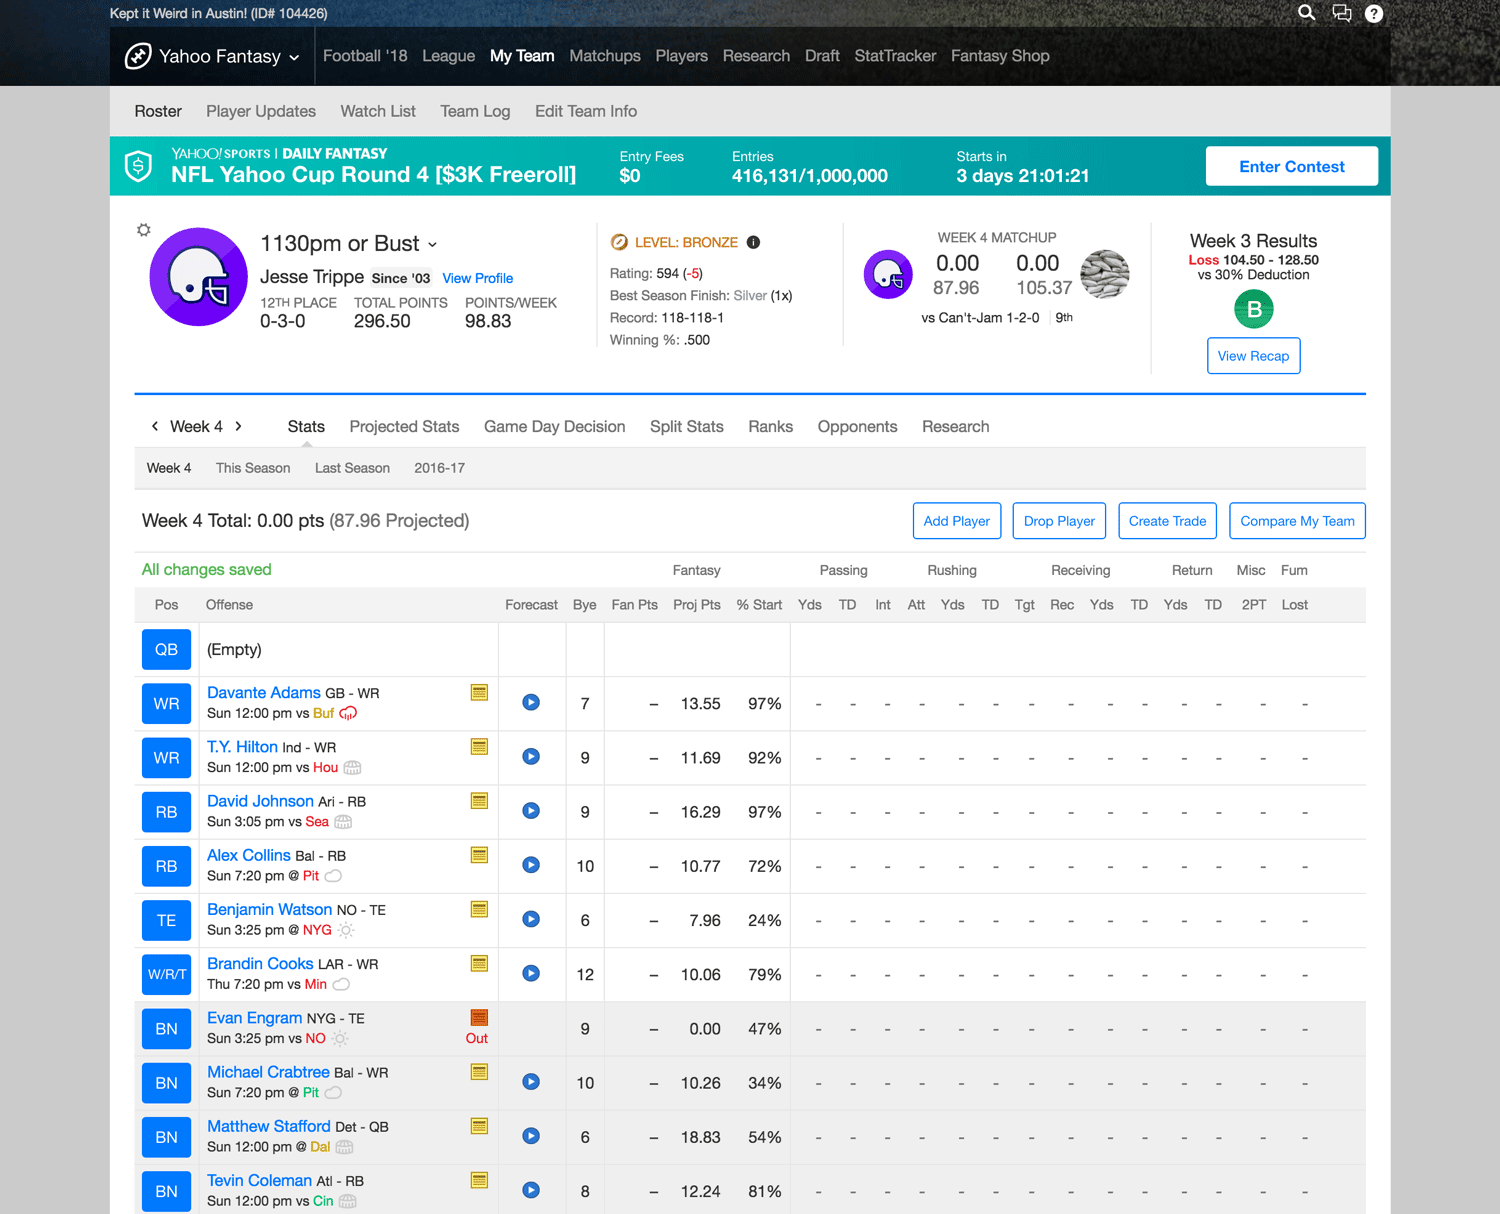 Kept it Weird in Austin! (ID# 104426)
Yahoo Fantasy Football '18 League My Team Matchups Players Research Draft StatTracker Fantasy Shop
Roster Player Updates Watch List Team Log Edit Team Info
YAHOO! SPORTS | DAILY FANTASY
NFL Yahoo Cup Round 4 [$3K Freeroll]
Entry Fees
$0
Entries
416,131/1,000,000
Starts in
3 days 21:01:21
Enter Contest
1130pm or Bust
Jesse Trippe Since '03 View Profile
12TH PLACE TOTAL POINTS POINTS/WEEK
0-3-0 296.50 98.83
LEVEL: BRONZE
Rating: 594 (-5)
Best Season Finish: Silver (1x)
Record: 118-118-1
Winning %: .500
WEEK 4 MATCHUP
0.00 0.00
87.96 105.37
vs Can't-Jam 1-2-0 9th
Week 3 Results
Loss 104.50 - 128.50
vs 30% Deduction
B
View Recap
Week 4 Stats Projected Stats Game Day Decision Split Stats Ranks Opponents Research
Week 4 This Season Last Season 2016-17
Week 4 Total: 0.00 pts (87.96 Projected)
Add Player Drop Player Create Trade Compare My Team
All changes saved
Fantasy Passing Rushing Receiving Return Misc Fum
Pos Offense Forecast Bye Fan Pts Proj Pts % Start Yds TD Int Att Yds TD Tgt Rec Yds TD Yds TD 2PT Lost
QB (Empty)
WR Davante Adams GB - WR
Sun 12:00 pm vs Buf
7 – 13.55 97% - - - - - - - - - - - - - -
WR T.Y. Hilton Ind - WR
Sun 12:00 pm vs Hou
9 – 11.69 92% - - - - - - - - - - - - - -
RB David Johnson Ari - RB
Sun 3:05 pm vs Sea
9 – 16.29 97% - - - - - - - - - - - - - -
RB Alex Collins Bal - RB
Sun 7:20 pm @ Pit
10 – 10.77 72% - - - - - - - - - - - - - -
TE Benjamin Watson NO - TE
Sun 3:25 pm @ NYG
6 – 7.96 24% - - - - - - - - - - - - - -
W/R/T Brandin Cooks LAR - WR
Thu 7:20 pm vs Min
12 – 10.06 79% - - - - - - - - - - - - - -
BN Evan Engram NYG - TE
Sun 3:25 pm vs NO
Out
9 – 0.00 47% - - - - - - - - - - - - - -
BN Michael Crabtree Bal - WR
Sun 7:20 pm @ Pit
10 – 10.26 34% - - - - - - - - - - - - - -
BN Matthew Stafford Det - QB
Sun 12:00 pm @ Dal
6 – 18.83 54% - - - - - - - - - - - - - -
BN Tevin Coleman Atl - RB
Sun 12:00 pm vs Cin
8 – 12.24 81% - - - - - - - - - - - - - -